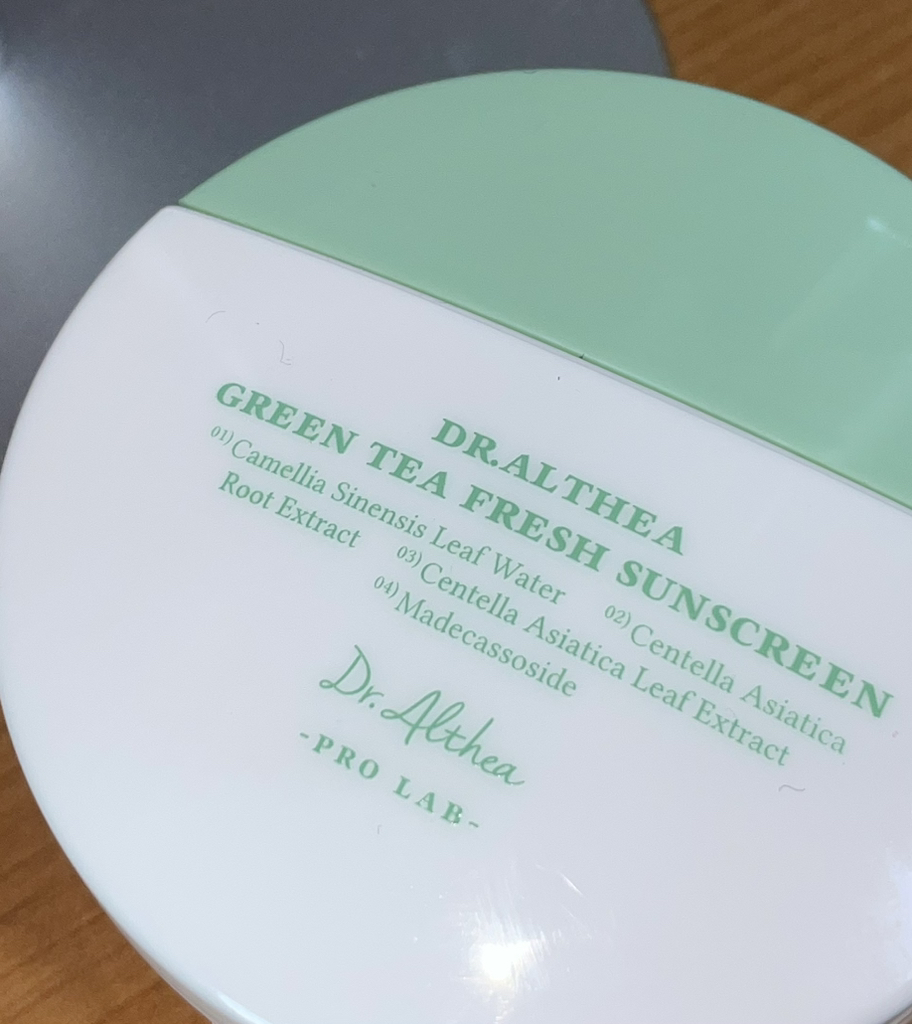 DR.ALTHEA
GREEN TEA FRESH SUNSCREEN
01)Camellia Sinensis Leaf Water 02)Centella Asiatica
Root Extract 03)Centella Asiatica Leaf Extract
04)Madecassoside
Dr. Althea
-PRO LAB-